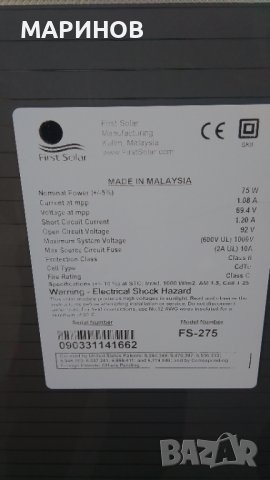 МАРИНОВ
First Solar
First Solar
Manufacturing
Kulim, Malaysia
www.FirstSolar.com
SKII
MADE IN MALAYSIA
Nominal Power (+/-5%) 75 W
Current at mpp 1.08 A
Voltage at mpp 69.4 V
Short Circuit Current 1.20 A
Open Circuit Voltage 92 V
Maximum System Voltage (600V UL) 1000V
Max Source Circuit Fuse (2A UL) 10A
Protection Class Class II
Cell Type CdTe
Fire Rating Class C
Warning - Electrical Shock Hazard
Serial Number Model Number
090331141662 FS-275
BAZAR